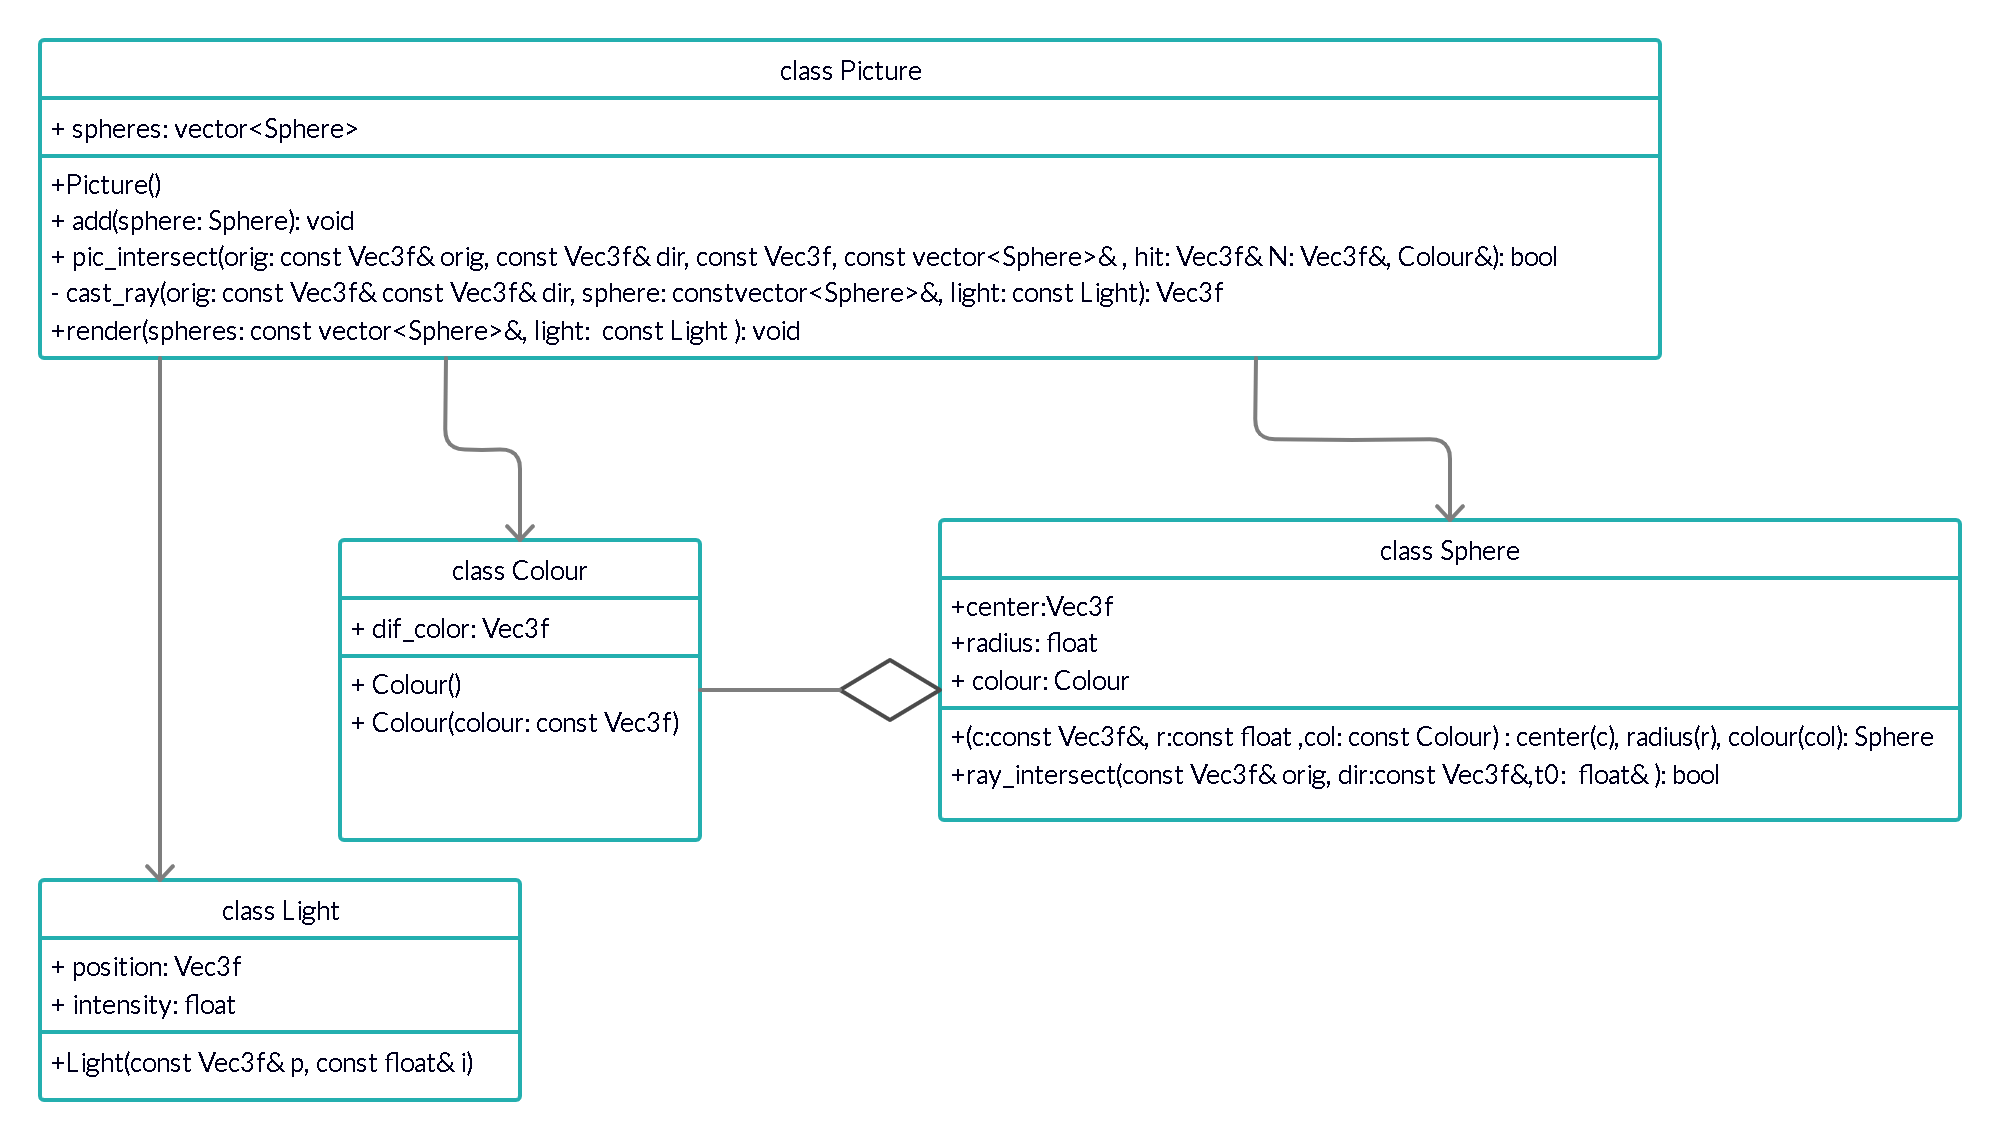 class Picture
+ spheres: vector<Sphere>
+Picture()
+ add(sphere: Sphere): void
+ pic_intersect(orig: const Vec3f& orig, const Vec3f& dir, const Vec3f, const vector<Sphere>& , hit: Vec3f& N: Vec3f&, Colour&): bool
- cast_ray(orig: const Vec3f& const Vec3f& dir, sphere: constvector<Sphere>&, light: const Light): Vec3f
+render(spheres: const vector<Sphere>&, light:  const Light ): void
class Colour
+ dif_color: Vec3f
+ Colour()
+ Colour(colour: const Vec3f)
class Sphere
+center:Vec3f
+radius: float
+ colour: Colour
+(c:const Vec3f&, r:const float ,col: const Colour) : center(c), radius(r), colour(col): Sphere
+ray_intersect(const Vec3f& orig, dir:const Vec3f&,t0:  float& ): bool
class Light
+ position: Vec3f
+ intensity: float
+Light(const Vec3f& p, const float& i)